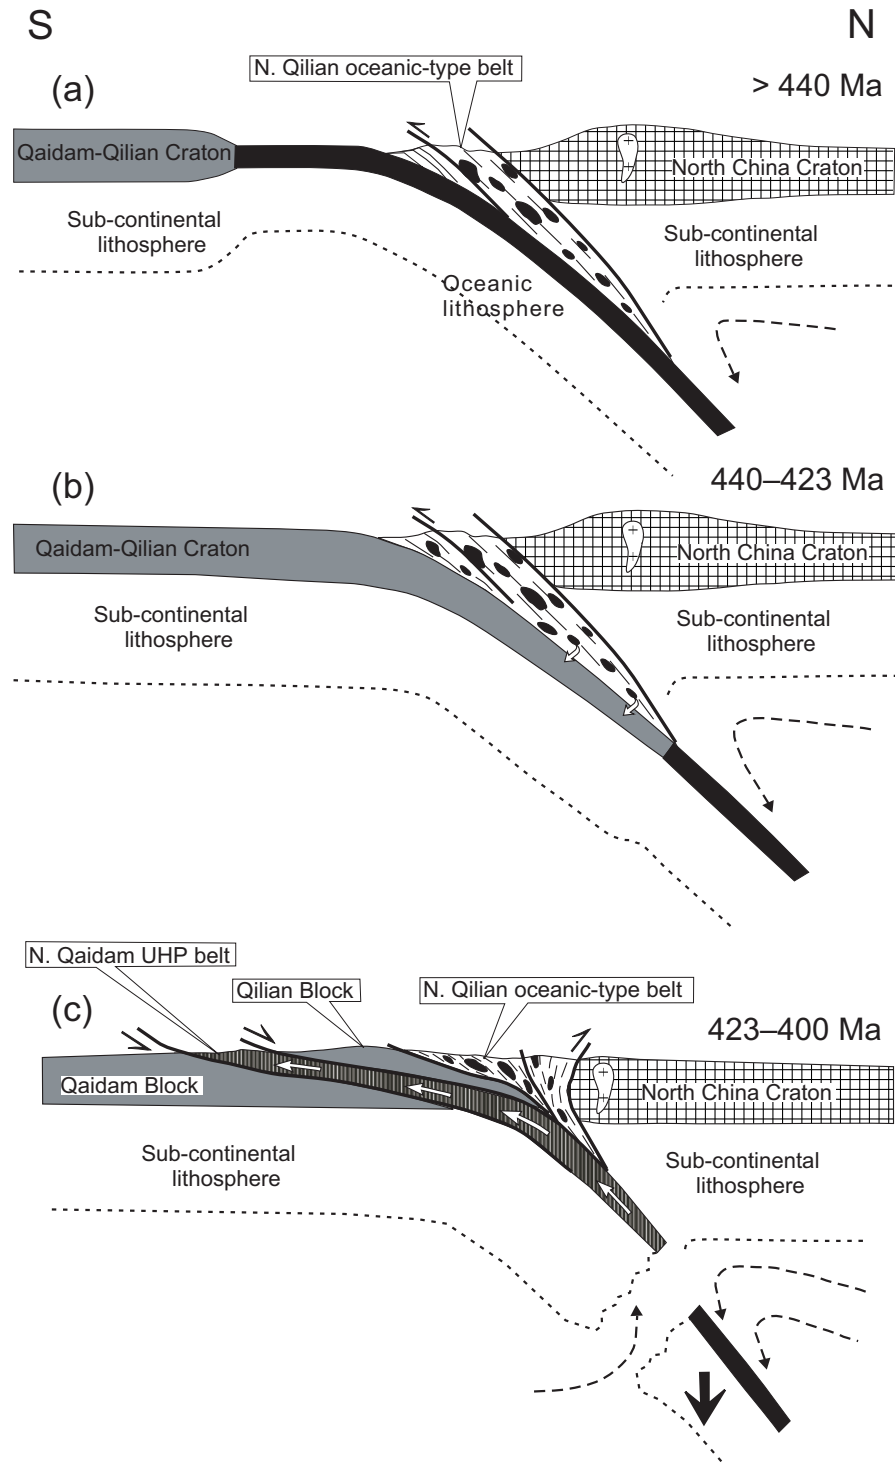 S
N
N. Qilian oceanic-type belt
(a)
> 440 Ma
Qaidam-Qilian Craton
North China Craton
Sub-continental
lithosphere
Sub-continental
lithosphere
Oceanic
lithosphere
(b)
440–423 Ma
Qaidam-Qilian Craton
North China Craton
Sub-continental
lithosphere
Sub-continental
lithosphere
N. Qaidam UHP belt
Qilian Block
N. Qilian oceanic-type belt
(c)
423–400 Ma
Qaidam Block
North China Craton
Sub-continental
lithosphere
Sub-continental
lithosphere